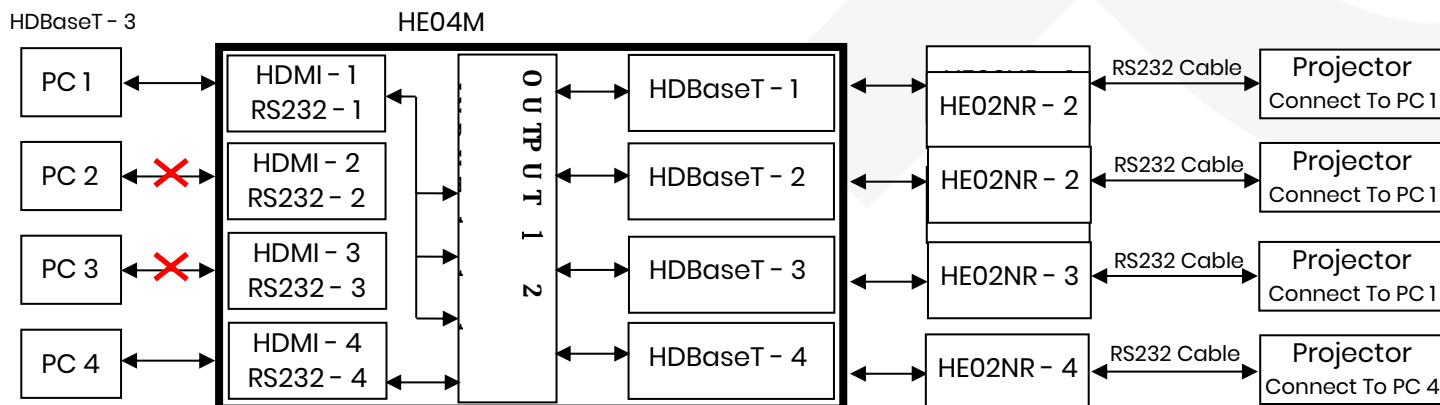 HDBaseT - 3
HE04M
PC 1
HDMI - 1
RS232 - 1
OUTPUT 1 2
HDBaseT - 1
HE02NR - 2
RS232 Cable
Projector
Connect To PC 1
PC 2
HDMI - 2
RS232 - 2
HDBaseT - 2
HE02NR - 2
RS232 Cable
Projector
Connect To PC 1
PC 3
HDMI - 3
RS232 - 3
HDBaseT - 3
HE02NR - 3
RS232 Cable
Projector
Connect To PC 1
PC 4
HDMI - 4
RS232 - 4
HDBaseT - 4
HE02NR - 4
RS232 Cable
Projector
Connect To PC 4